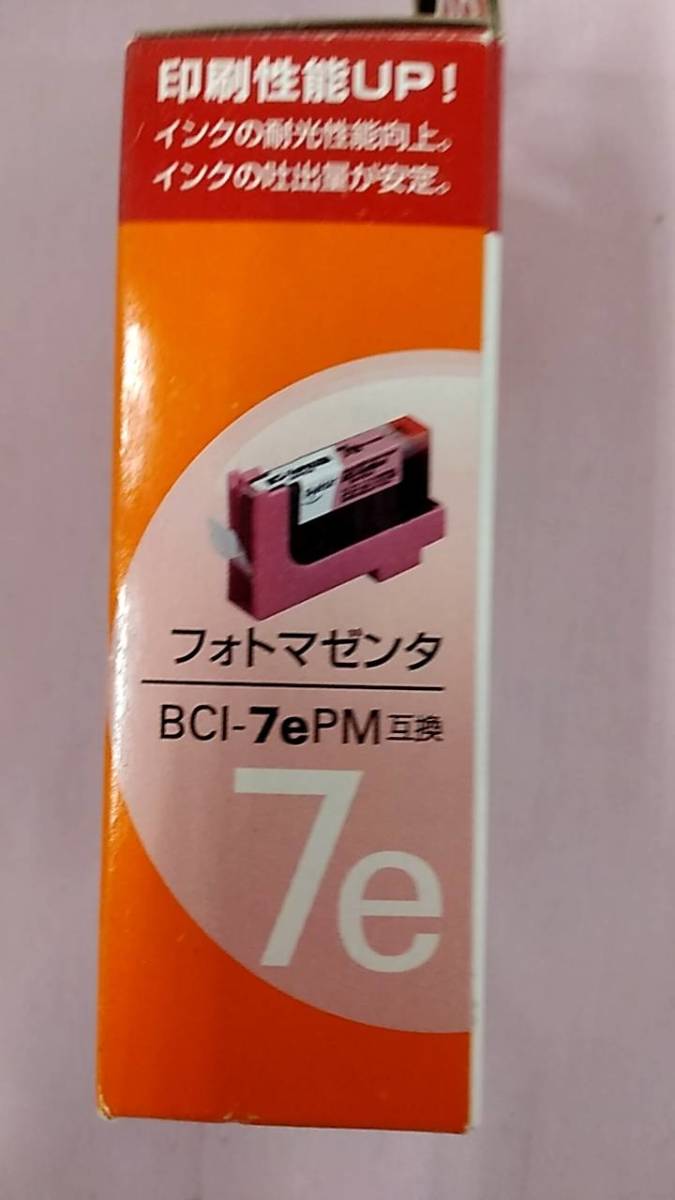 印刷性能UP!
インクの耐光性能向上。
インクの吐出量が安定。
フォトマゼンタ
BCI-7ePM互換
7e